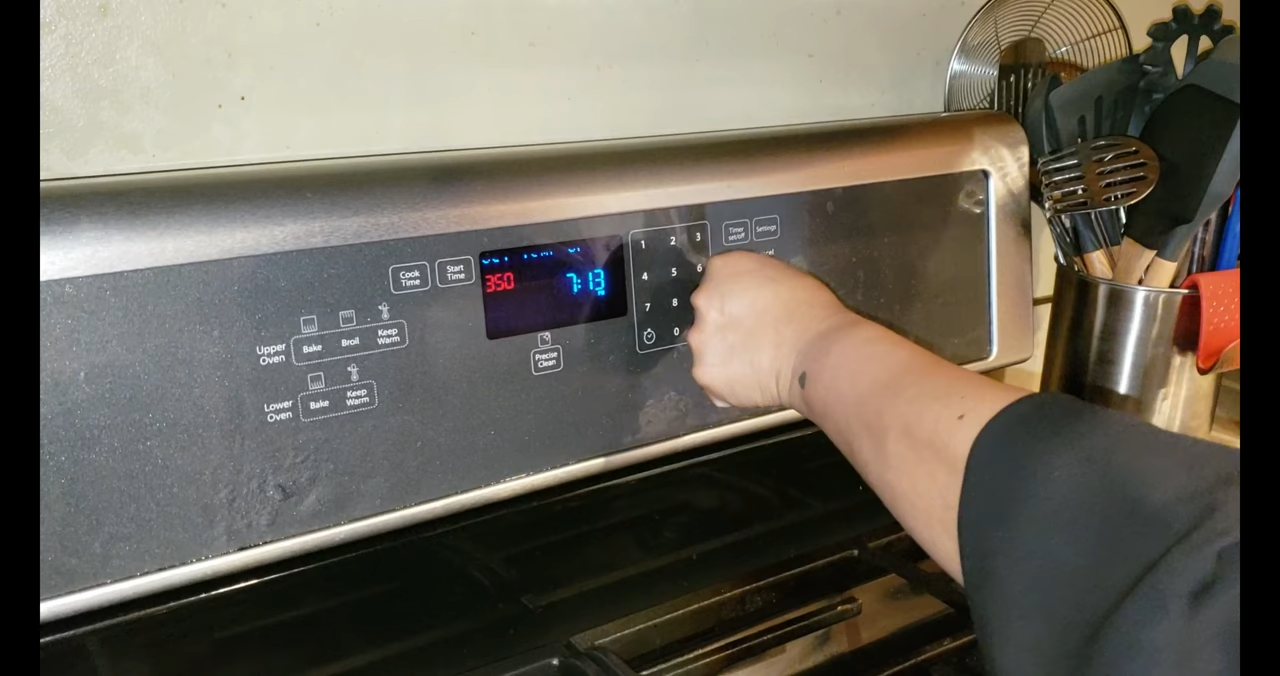 Cook Time
Start Time
350
7:13
PM
1 2 3
4 5 6
7 8
0
Timer set/off
Settings
Upper Oven
Bake
Broil
Keep Warm
Lower Oven
Bake
Keep Warm
Precise Clean